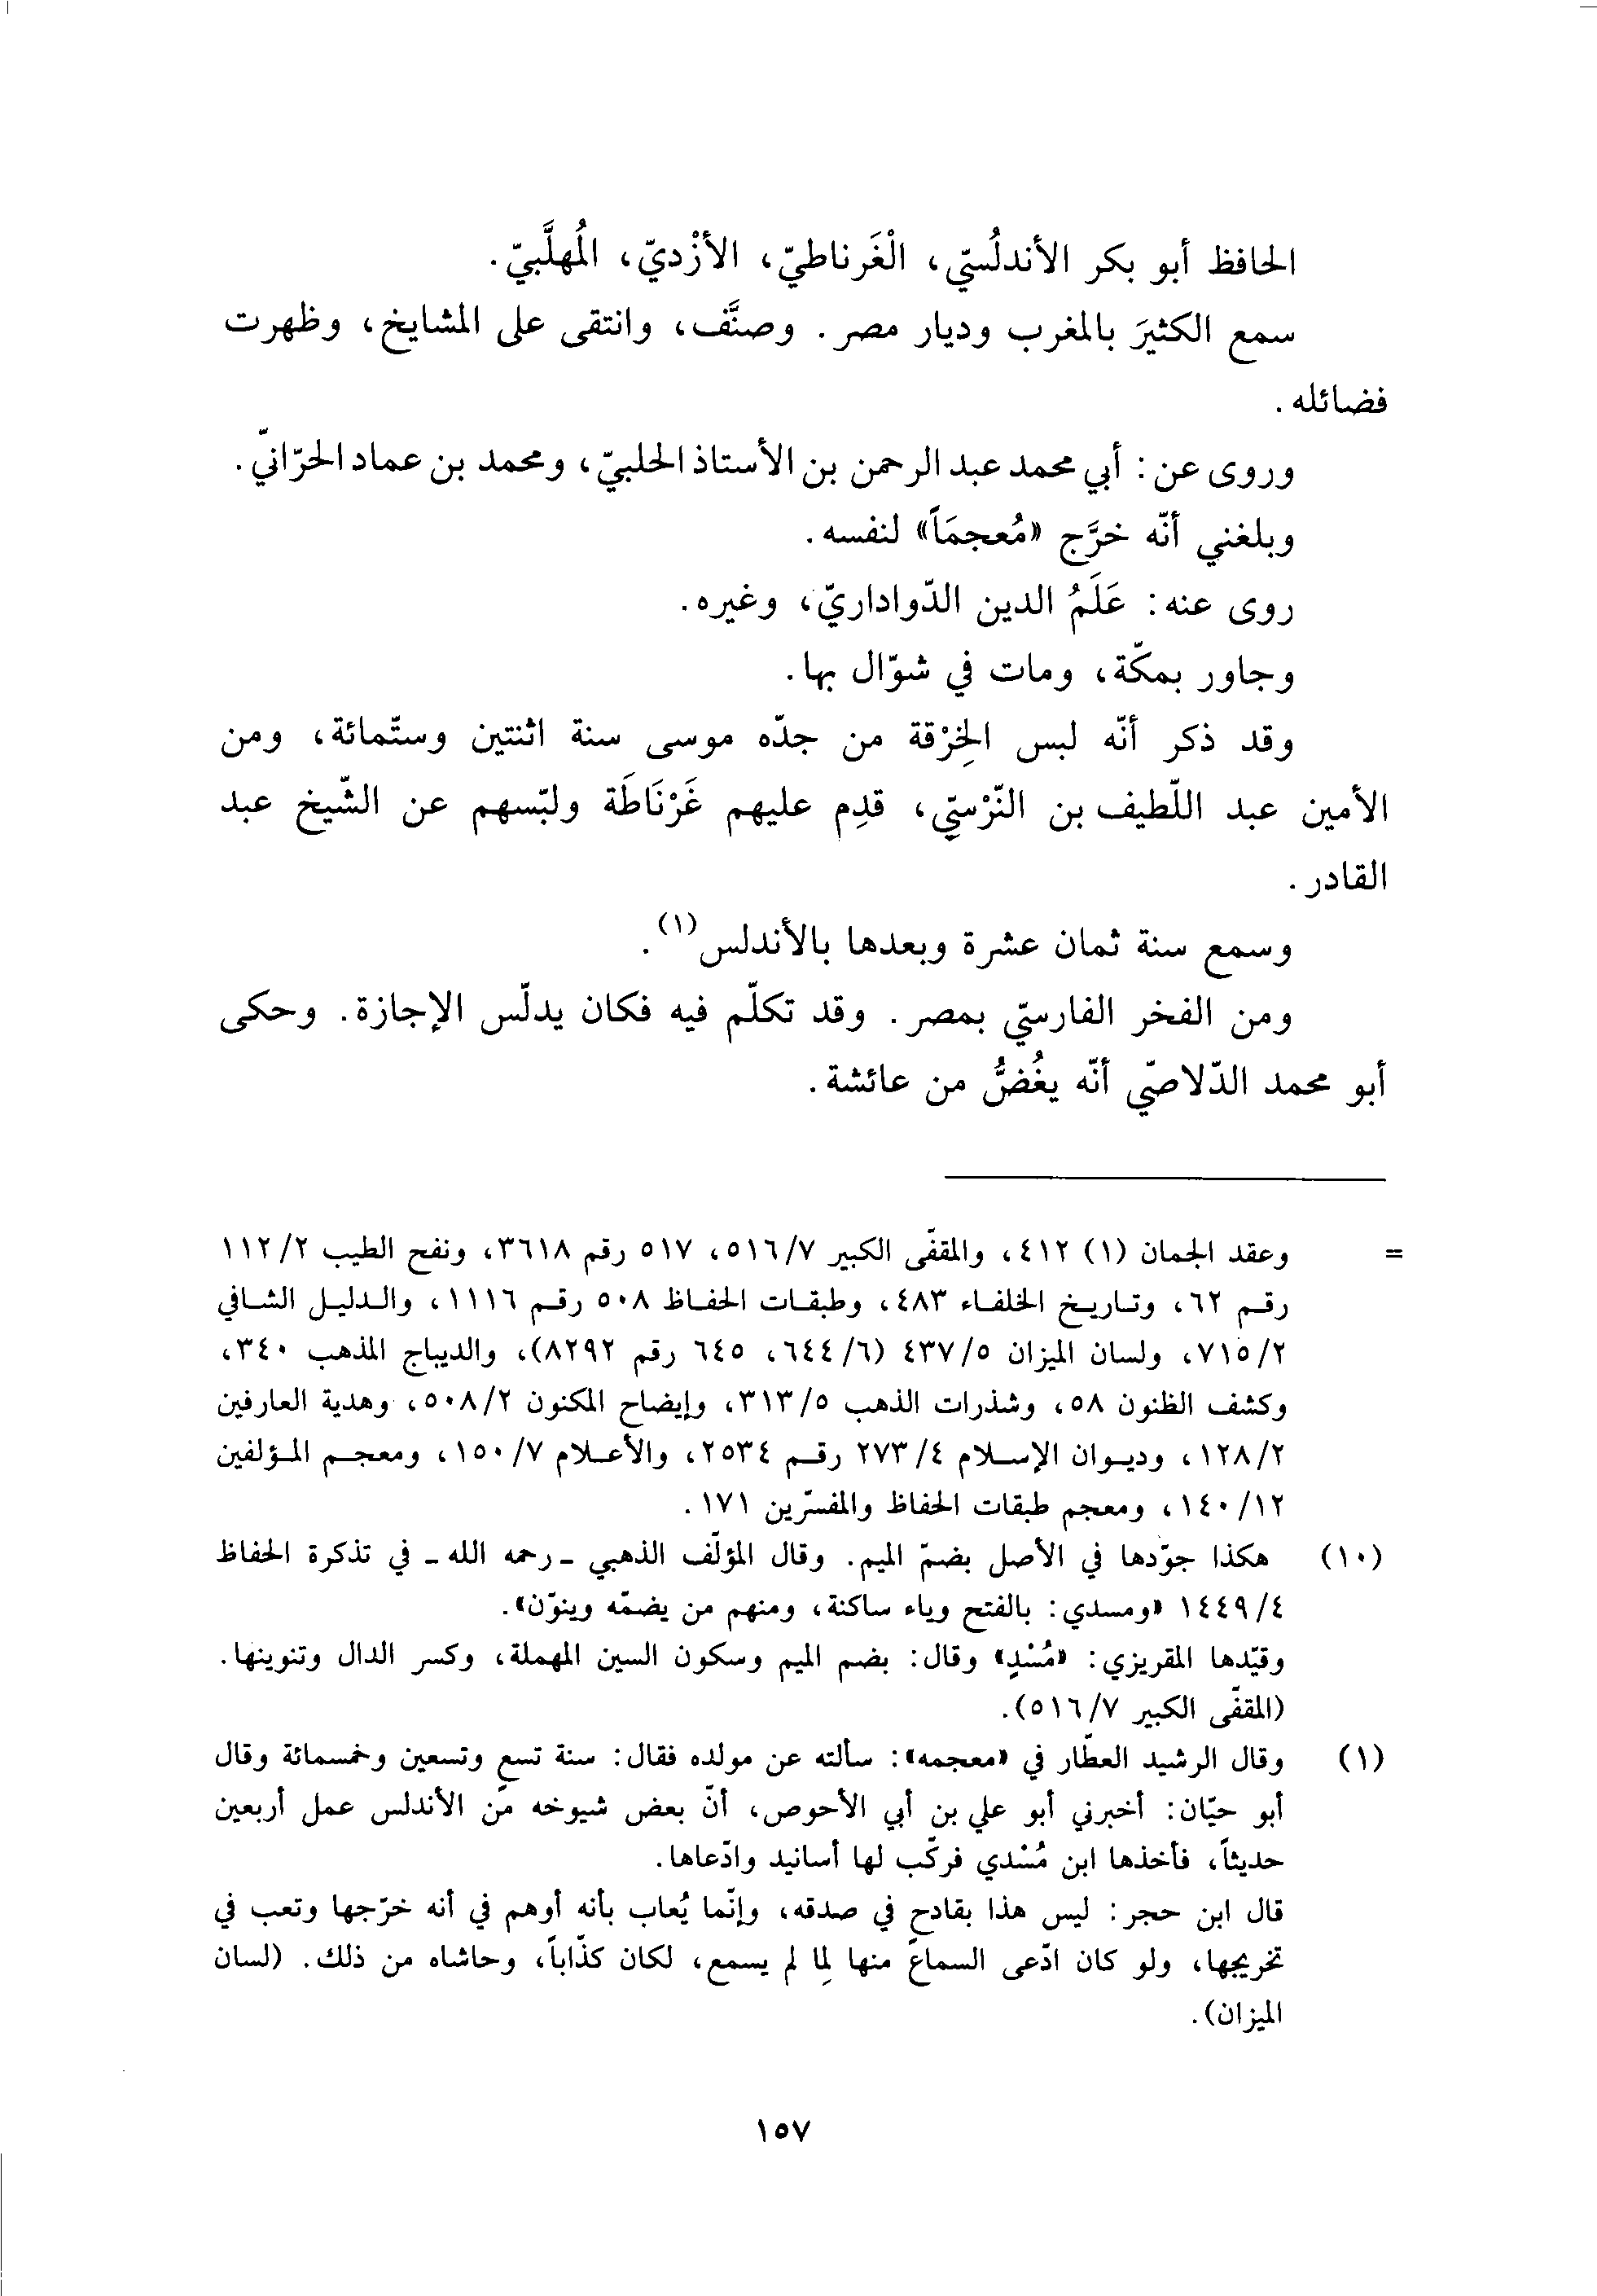 الحافظ أبو بكر الأندلُسيّ، الْغَرناطيّ، الأزْديّ، المُهلَّبيّ.
سمع الكثيرَ بالمغرب وديار مصر. وصنَّف، وانتقى على المشايخ، وظهرت
فضائله.
وروى عن: أبي محمد عبد الرحمن بن الأستاذ الحلبيّ، ومحمد بن عماد الحرّانيّ.
وبلغني أنّه خرَّج «مُعجمَاً» لنفسه.
روى عنه: عَلَمُ الدين الدّواداريّ، وغيره.
وجاور بمكّة، ومات في شوّال بها.
وقد ذكر أنّه لبس الخِرْقة من جدّه موسى سنة اثنتين وستّمائة، ومن
الأمين عبد اللّطيف بن النّرْسيّ، قدِم عليهم غَرْنَاطَة ولبّسهم عن الشّيخ عبد
القادر.
وسمع سنة ثمان عشرة وبعدها بالأندلس(١).
ومن الفخر الفارسيّ بمصر. وقد تكلّم فيه فكان يدلّس الإجازة. وحكى
أبو محمد الدّلاصيّ أنّه يغُضُّ من عائشة.
= وعقد الجمان (١) ٤١٢، والمقفّى الكبير ٥١٦/٧، ٥١٧ رقم ٣٦١٨، ونفح الطيب ١١٢/٢
رقم ٦٢، وتاريخ الخلفاء ٤٨٣، وطبقات الحفاظ ٥٠٨ رقم ١١١٦، والدليل الشافي
٧١٥/٢، ولسان الميزان ٤٣٧/٥ (٦٤٤/٦، ٦٤٥ رقم ٨٢٩٢)، والديباج المذهب ٣٤٠،
وكشف الظنون ٥٨، وشذرات الذهب ٣١٣/٥، وإيضاح المكنون ٥٠٨/٢، وهدية العارفين
١٢٨/٢، وديوان الإسلام ٢٧٣/٤ رقم ٢٥٣٤، والأعلام ١٥٠/٧، ومعجم المؤلفين
١٤٠/١٢، ومعجم طبقات الحفاظ والمفسّرين ١٧١.
(١٠) هكذا جوّدها في الأصل بضمّ الميم. وقال المؤلّف الذهبي - رحمه الله - في تذكرة الحفاظ
١٤٤٩/٤ «ومسدي: بالفتح وياء ساكنة، ومنهم من يضمّه وينوّن».
وقيّدها المقريزي: «مُسْدٍ» وقال: بضم الميم وسكون السين المهملة، وكسر الدال وتنوينها.
(المقفّى الكبير ٥١٦/٧).
(١) وقال الرشيد العطّار في «معجمه»: سألته عن مولده فقال: سنة تسع وتسعين وخمسمائة وقال
أبو حيّان: أخبرني أبو علي بن أبي الأحوص، أنّ بعض شيوخه من الأندلس عمل أربعين
حديثاً، فأخذها ابن مُسْدي فركّب لها أسانيد وادّعاها.
قال ابن حجر: ليس هذا بقادح في صدقه، وإنّما يُعاب بأنه أوهم في أنه خرّجها وتعب في
تخريجها، ولو كان ادّعى السماع منها لِما لم يسمع، لكان كذّاباً، وحاشاه من ذلك. (لسان
الميزان).
١٥٧